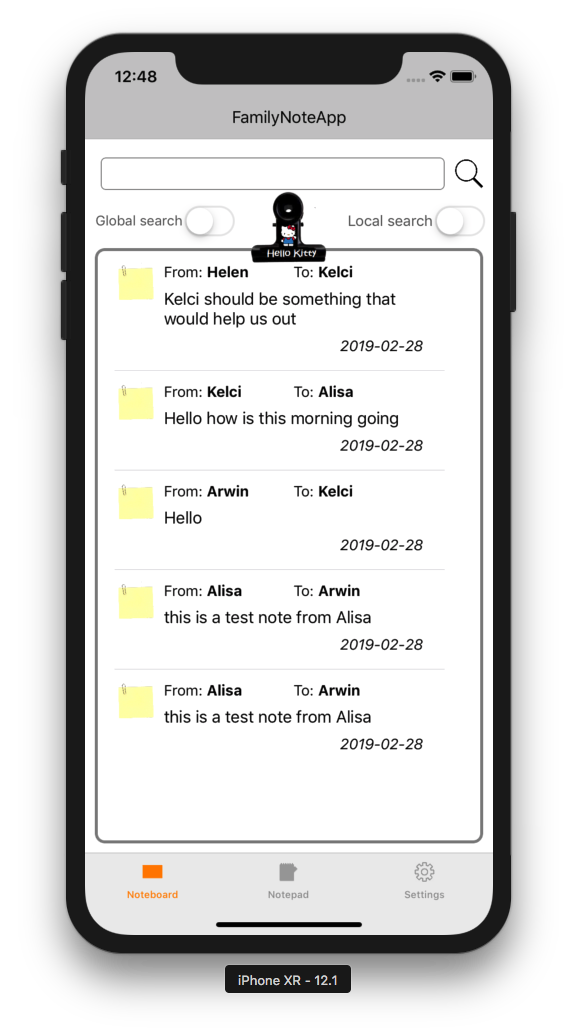 12:48
FamilyNoteApp
Global search
Local search
Hello Kitty
From: Helen To: Kelci
Kelci should be something that
would help us out
2019-02-28
From: Kelci To: Alisa
Hello how is this morning going
2019-02-28
From: Arwin To: Kelci
Hello
2019-02-28
From: Alisa To: Arwin
this is a test note from Alisa
2019-02-28
From: Alisa To: Arwin
this is a test note from Alisa
2019-02-28
Noteboard Notepad Settings
iPhone XR - 12.1